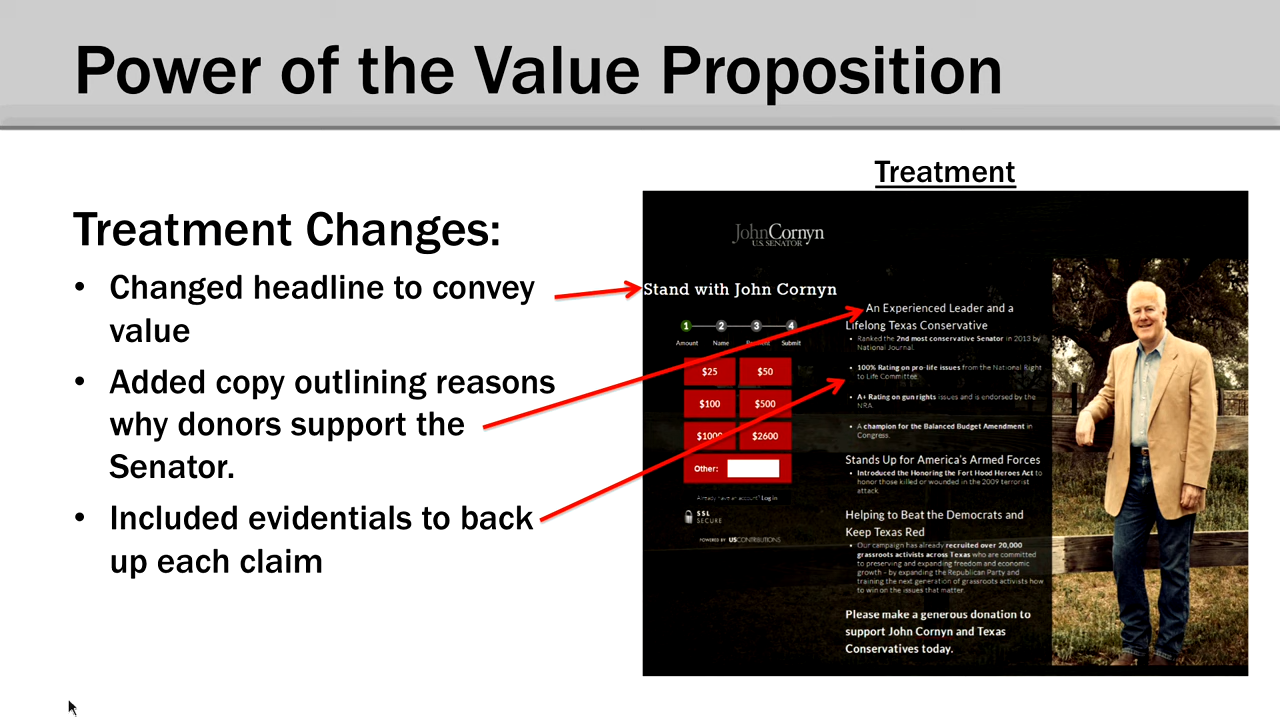 Power of the Value Proposition
Treatment
Treatment Changes:
• Changed headline to convey
value
• Added copy outlining reasons
why donors support the
Senator.
• Included evidentials to back
up each claim
JohnCornyn
U.S. SENATOR
Stand with John Cornyn
1 2 3 4
Amount Name Payment Submit
$25 $50
$100 $500
$1000 $2600
Other:
Already have an account? Log in
SSL
SECURE
POWERED BY USCONTRIBUTIONS
An Experienced Leader and a
Lifelong Texas Conservative
• Ranked the 2nd most conservative Senator in 2013 by
National Journal.
• 100% Rating on pro-life issues from the National Right
to Life Committee
• A+ Rating on gun rights issues and is endorsed by the
NRA.
• A champion for the Balanced Budget Amendment in
Congress.
Stands Up for America's Armed Forces
• Introduced the Honoring the Fort Hood Heroes Act to
honor those killed or wounded in the 2009 terrorist
attack.
Helping to Beat the Democrats and
Keep Texas Red
• Our campaign has already recruited over 20,000
grassroots activists across Texas who are committed
to preserving and expanding freedom and economic
growth - by expanding the Republican Party and
training the next generation of grassroots activists how
to win on the issues that matter.
Please make a generous donation to
support John Cornyn and Texas
Conservatives today.